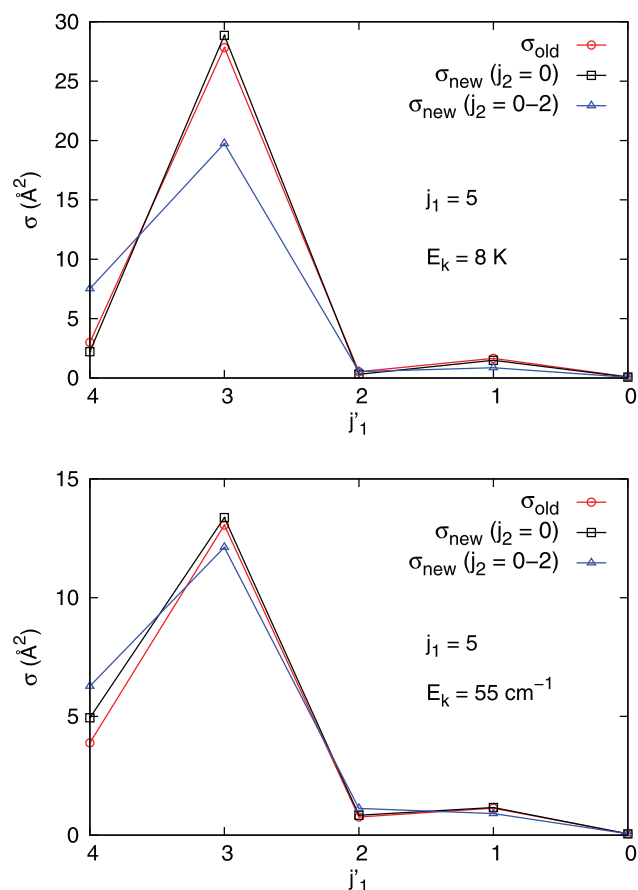 30
25
20
15
10
5
0
σ (Å²)
σold
σnew (j₂ = 0)
σnew (j₂ = 0–2)
j₁ = 5
Eₖ = 8 K
4 3 2 1 0
j'₁
15
10
5
0
σ (Å²)
σold
σnew (j₂ = 0)
σnew (j₂ = 0–2)
j₁ = 5
Eₖ = 55 cm⁻¹
4 3 2 1 0
j'₁